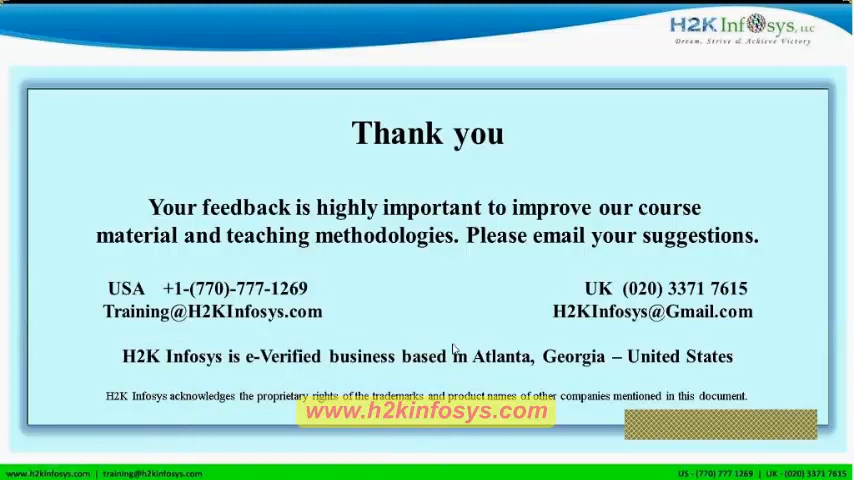 H2K Infosys, LLC
Dream, Strive & Achieve Victory
Thank you
Your feedback is highly important to improve our course
material and teaching methodologies. Please email your suggestions.
USA +1-(770)-777-1269
UK (020) 3371 7615
Training@H2KInfosys.com
H2KInfosys@Gmail.com
H2K Infosys is e-Verified business based in Atlanta, Georgia – United States
H2K Infosys acknowledges the proprietary rights of the trademarks and product names of other companies mentioned in this document.
www.h2kinfosys.com
www.h2kinfosys.com | training@h2kinfosys.com
US - (770) 777 1269 | UK - (020) 3371 7615